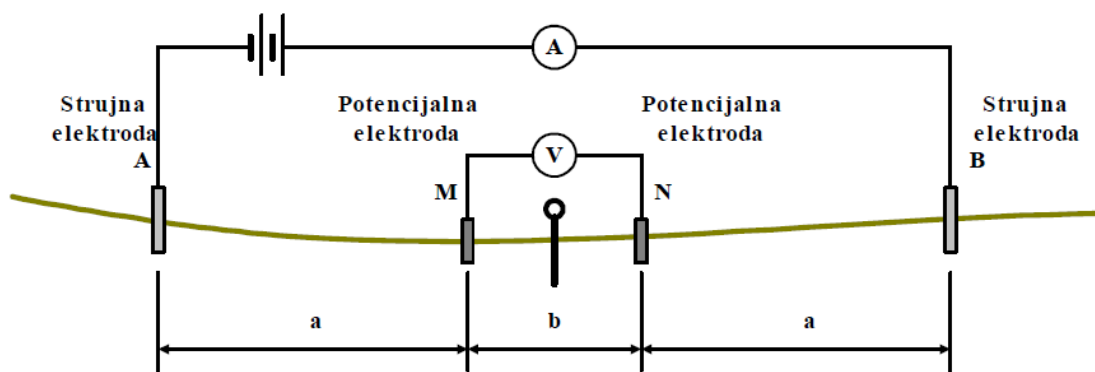 A
Strujna
elektroda
A
Potencijalna
elektroda
Potencijalna
elektroda
Strujna
elektroda
B
V
M
N
a
b
a